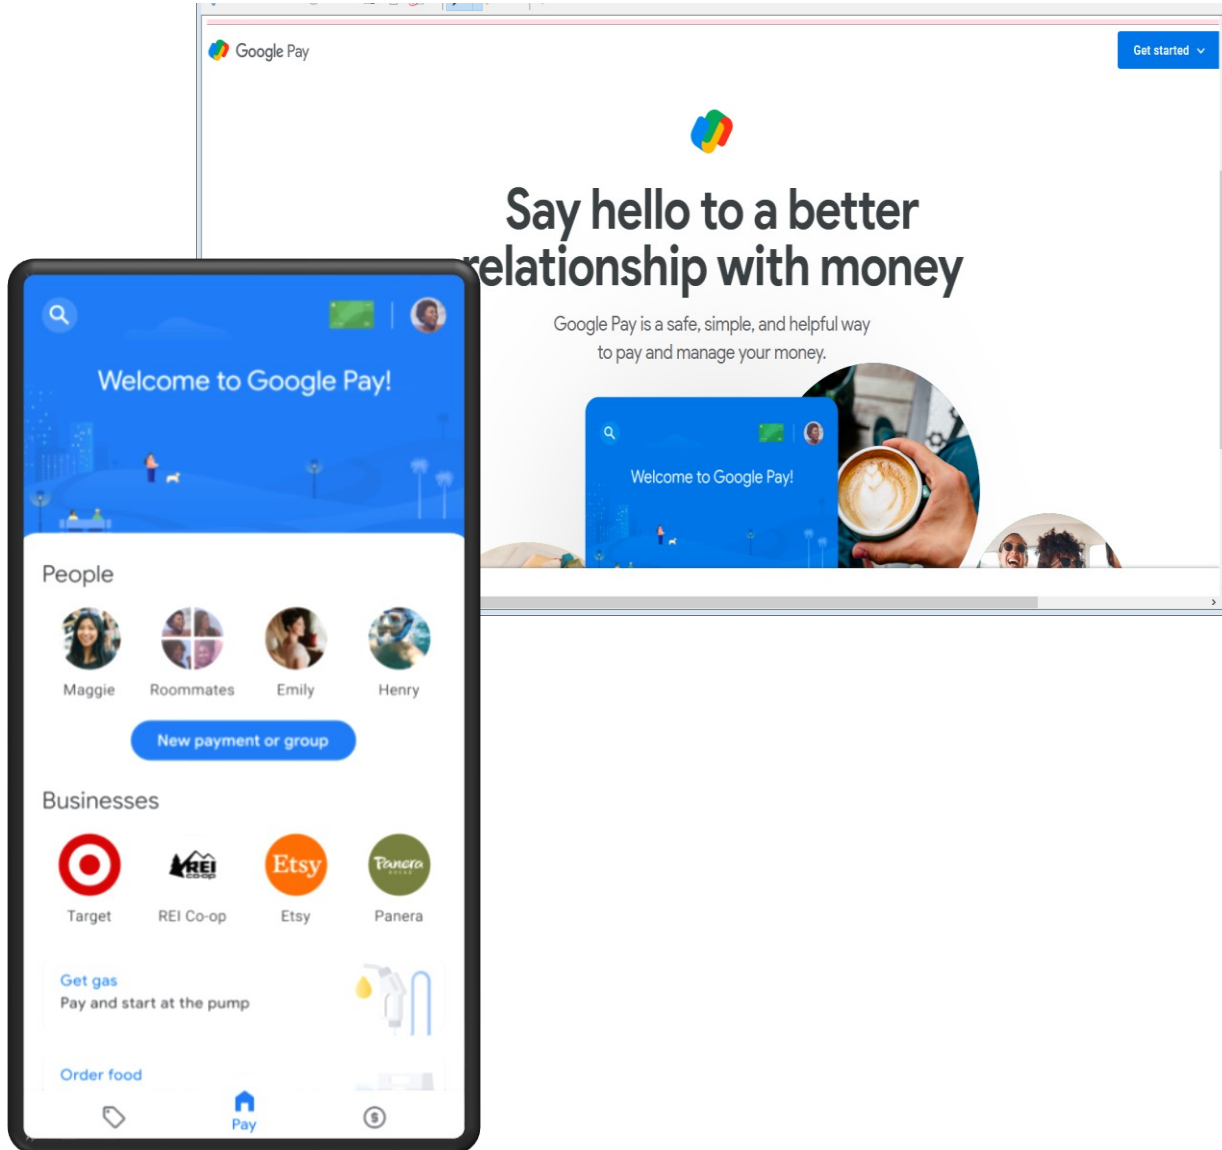 Google Pay
Get started
Say hello to a better
relationship with money
Google Pay is a safe, simple, and helpful way
to pay and manage your money.
Welcome to Google Pay!
Welcome to Google Pay!
People
Maggie
Roommates
Emily
Henry
New payment or group
Businesses
REI
co-op
Etsy
Panera
BREAD
Target
REI Co-op
Etsy
Panera
Get gas
Pay and start at the pump
Order food
Pay